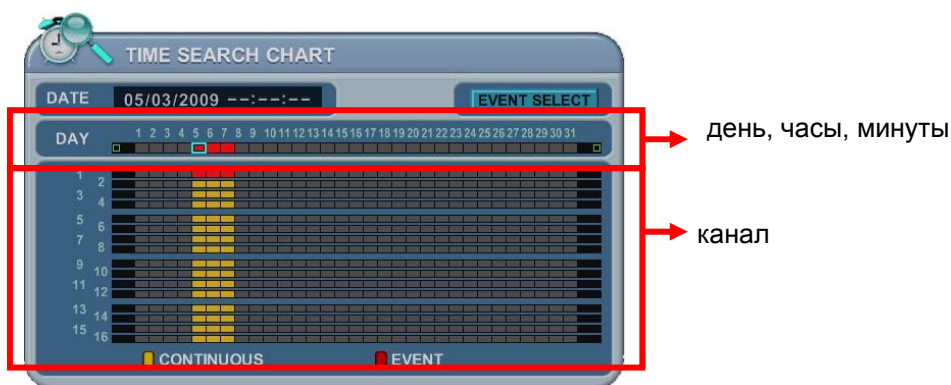 TIME SEARCH CHART
DATE 05/03/2009 --:--:-- EVENT SELECT
DAY 1 2 3 4 5 6 7 8 9 10 11 12 13 14 15 16 17 18 19 20 21 22 23 24 25 26 27 28 29 30 31
день, часы, минуты
1
2
3
4
5
6
7
8
канал
9
10
11
12
13
14
15
16
CONTINUOUS EVENT